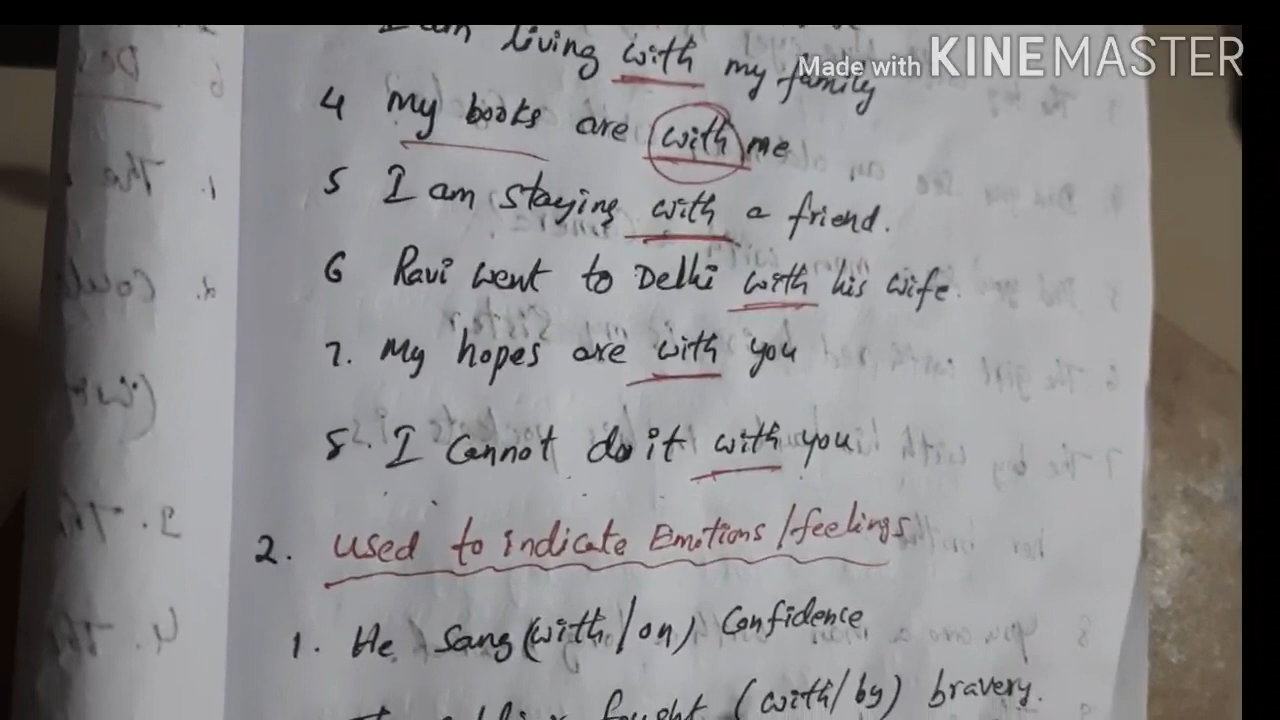 I am living with my family
Made with KINEMASTER
4 My books are with me
5 I am staying with a friend.
6 Ravi went to Delhi with his wife.
7. My hopes are with you
8. I cannot do it with you
2. Used to indicate Emotions/feelings
1. He sang (with/on) Confidence
fought (with/by) bravery.